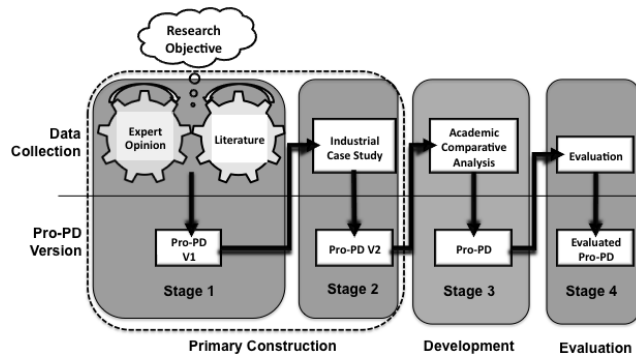 Research
Objective
Data
Collection
Expert
Opinion
Literature
Industrial
Case Study
Academic
Comparative
Analysis
Evaluation
Pro-PD
Version
Pro-PD
V1
Pro-PD V2
Pro-PD
Evaluated
Pro-PD
Stage 1
Stage 2
Stage 3
Stage 4
Primary Construction
Development
Evaluation